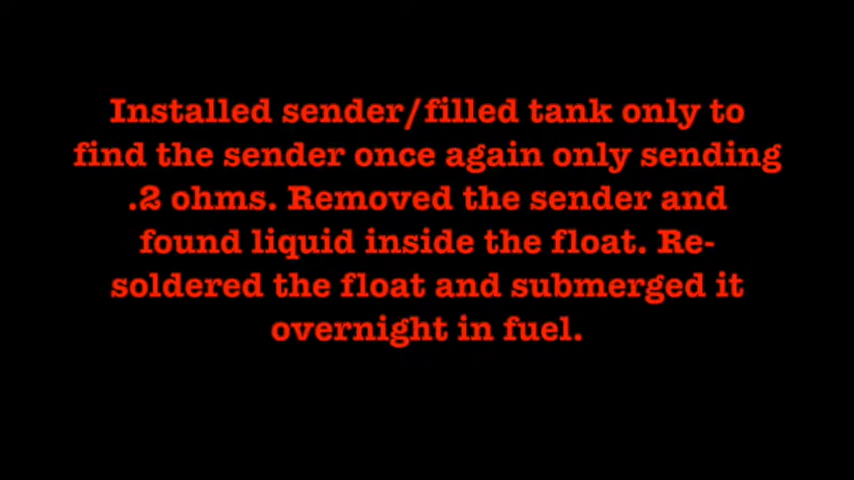 Installed sender/filled tank only to
find the sender once again only sending
.2 ohms. Removed the sender and
found liquid inside the float. Re-
soldered the float and submerged it
overnight in fuel.